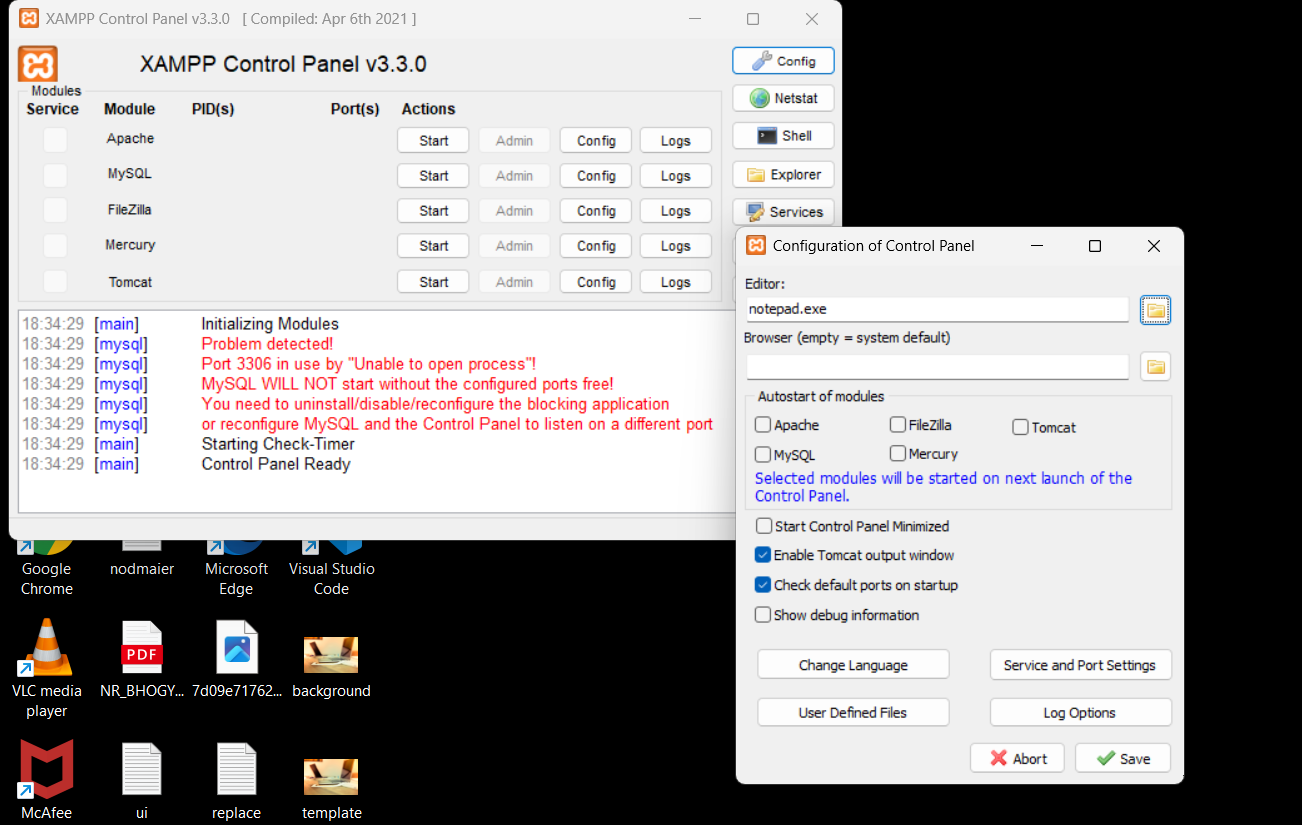 XAMPP Control Panel v3.3.0 [ Compiled: Apr 6th 2021 ]
XAMPP Control Panel v3.3.0
Config
Modules
Service Module PID(s) Port(s) Actions
Netstat
Apache Start Admin Config Logs
Shell
MySQL Start Admin Config Logs
Explorer
FileZilla Start Admin Config Logs
Services
Mercury Start Admin Config Logs
Tomcat Start Admin Config Logs
18:34:29 [main] Initializing Modules
18:34:29 [mysql] Problem detected!
18:34:29 [mysql] Port 3306 in use by "Unable to open process"!
18:34:29 [mysql] MySQL WILL NOT start without the configured ports free!
18:34:29 [mysql] You need to uninstall/disable/reconfigure the blocking application
18:34:29 [mysql] or reconfigure MySQL and the Control Panel to listen on a different port
18:34:29 [main] Starting Check-Timer
18:34:29 [main] Control Panel Ready
Configuration of Control Panel
Editor:
notepad.exe
Browser (empty = system default)
Autostart of modules
Apache FileZilla Tomcat
MySQL Mercury
Selected modules will be started on next launch of the
Control Panel.
Start Control Panel Minimized
Enable Tomcat output window
Check default ports on startup
Show debug information
Change Language Service and Port Settings
User Defined Files Log Options
Abort Save
Google
Chrome
nodmaier
Microsoft
Edge
Visual Studio
Code
PDF
VLC media
player
NR_BHOGY...
7d09e71762...
background
McAfee
ui
replace
template